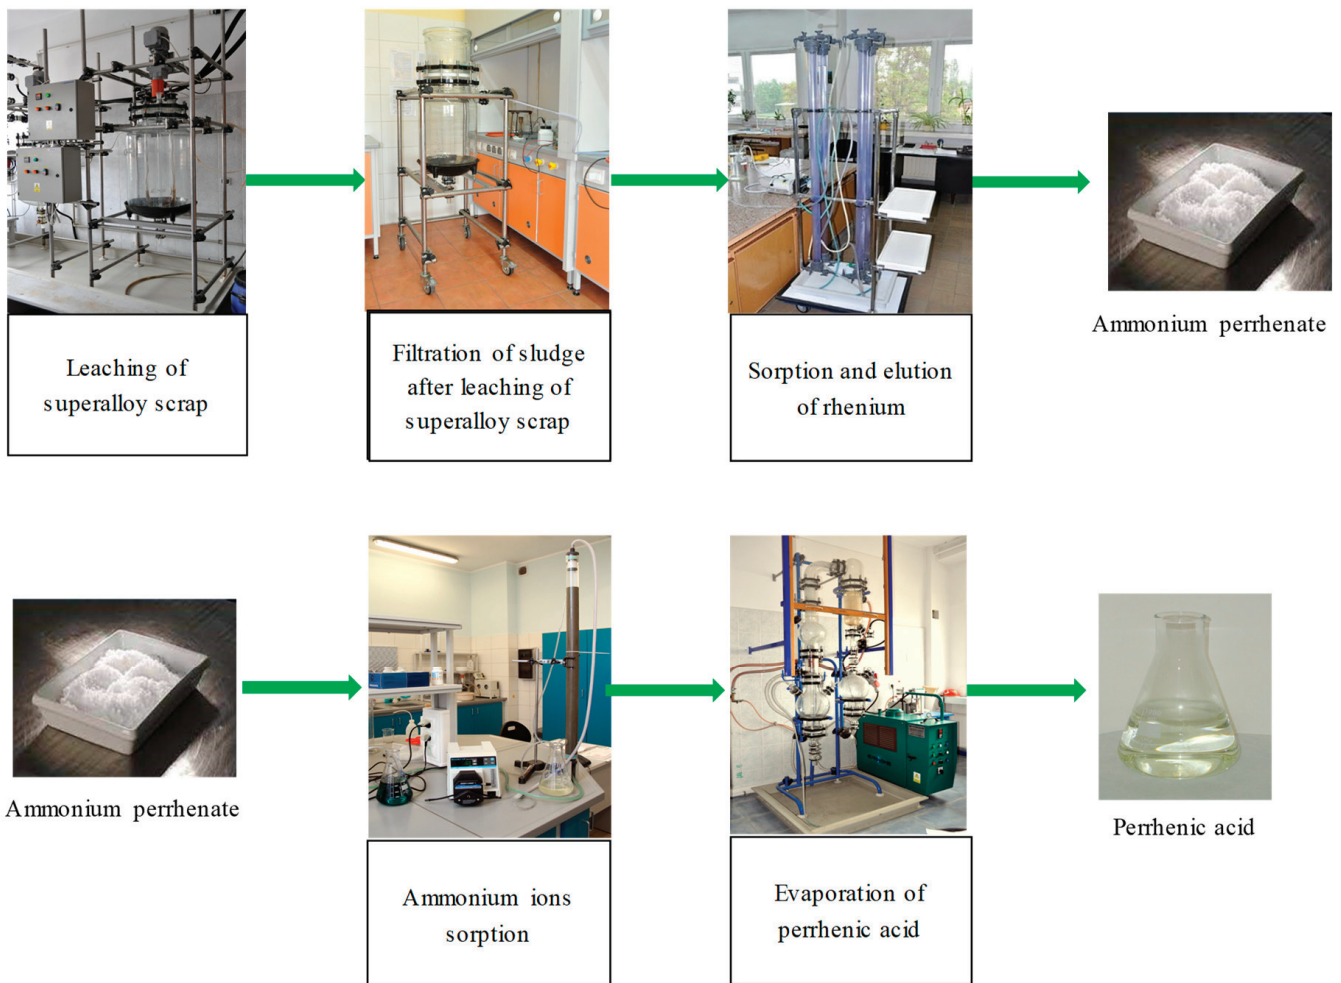 Leaching of
superalloy scrap
Filtration of sludge
after leaching of
superalloy scrap
Sorption and elution
of rhenium
Ammonium perrhenate
Ammonium perrhenate
Ammonium ions
sorption
Evaporation of
perrhenic acid
Perrhenic acid